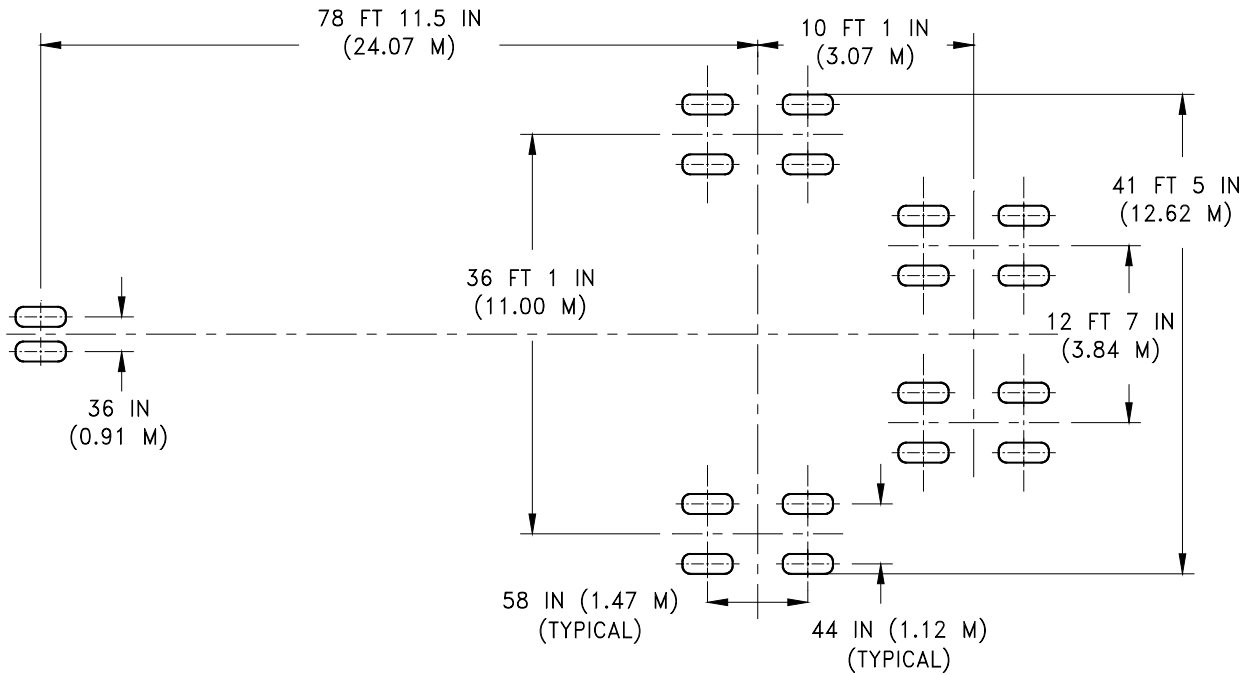 78 FT 11.5 IN
(24.07 M)
10 FT 1 IN
(3.07 M)
41 FT 5 IN
(12.62 M)
36 FT 1 IN
(11.00 M)
12 FT 7 IN
(3.84 M)
36 IN
(0.91 M)
58 IN (1.47 M)
(TYPICAL)
44 IN (1.12 M)
(TYPICAL)